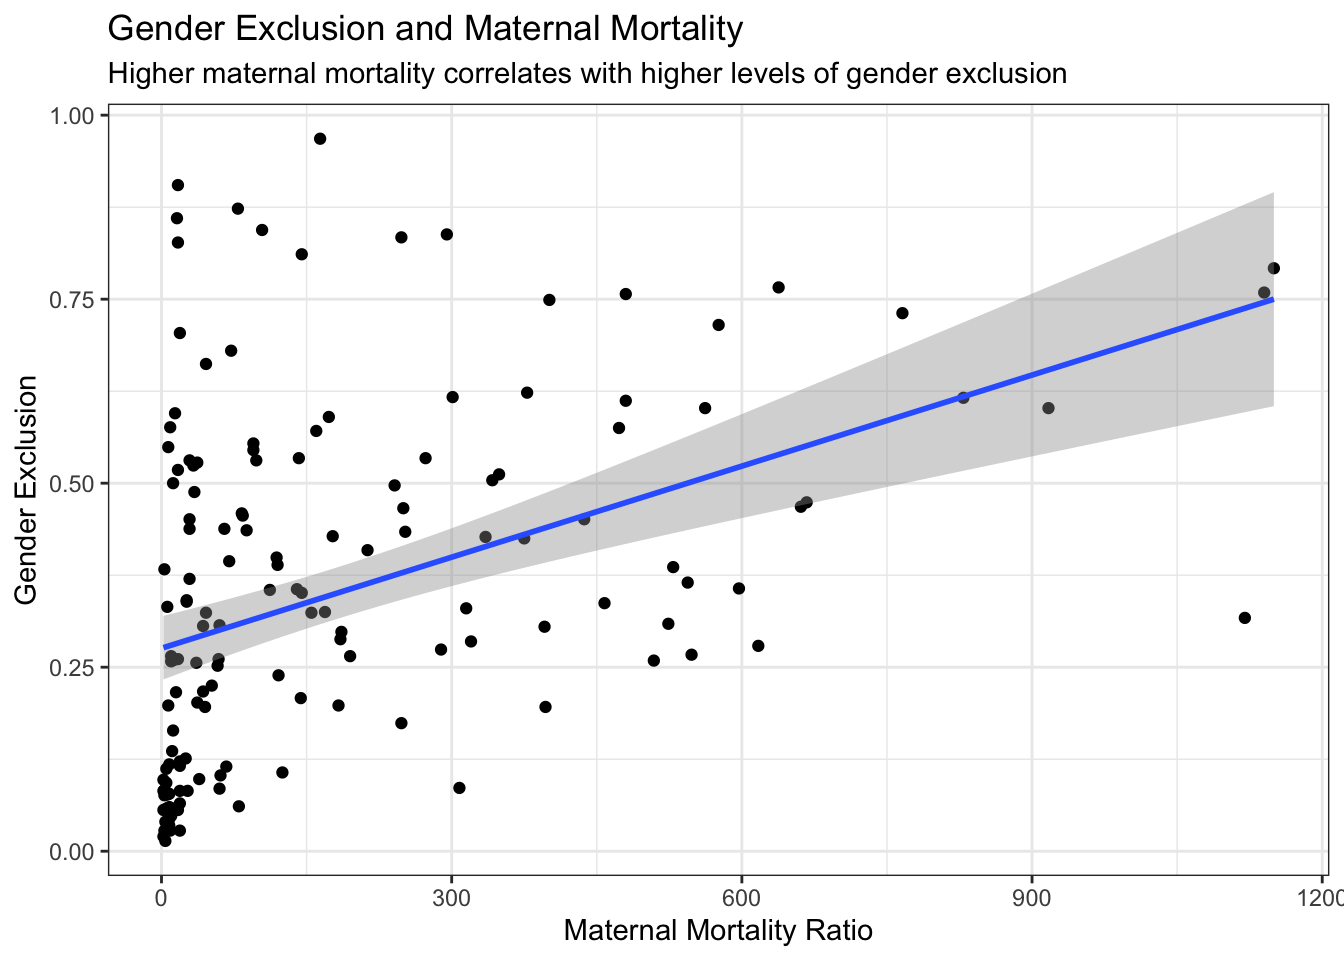 Gender Exclusion and Maternal Mortality
Higher maternal mortality correlates with higher levels of gender exclusion
1.00
0.75
0.50
0.25
0.00
Gender Exclusion
0 300 600 900 1200
Maternal Mortality Ratio